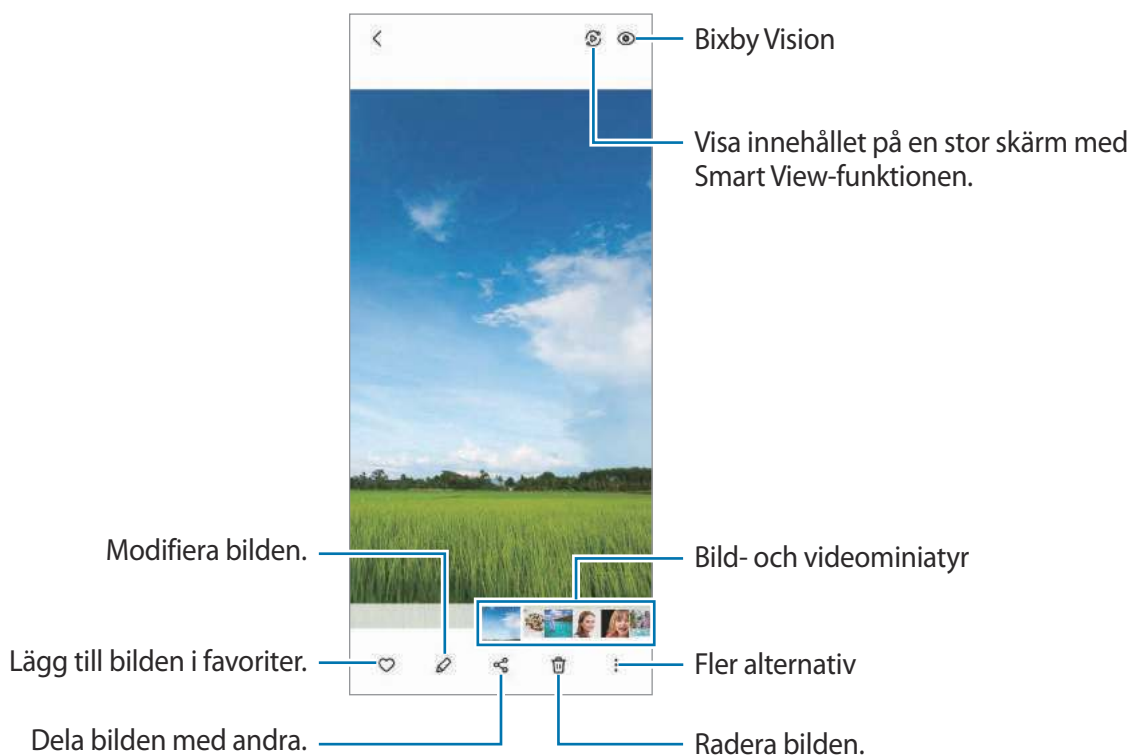 Bixby Vision
Visa innehållet på en stor skärm med
Smart View-funktionen.
Modifiera bilden.
Bild- och videominiatyr
Lägg till bilden i favoriter.
Fler alternativ
Dela bilden med andra.
Radera bilden.